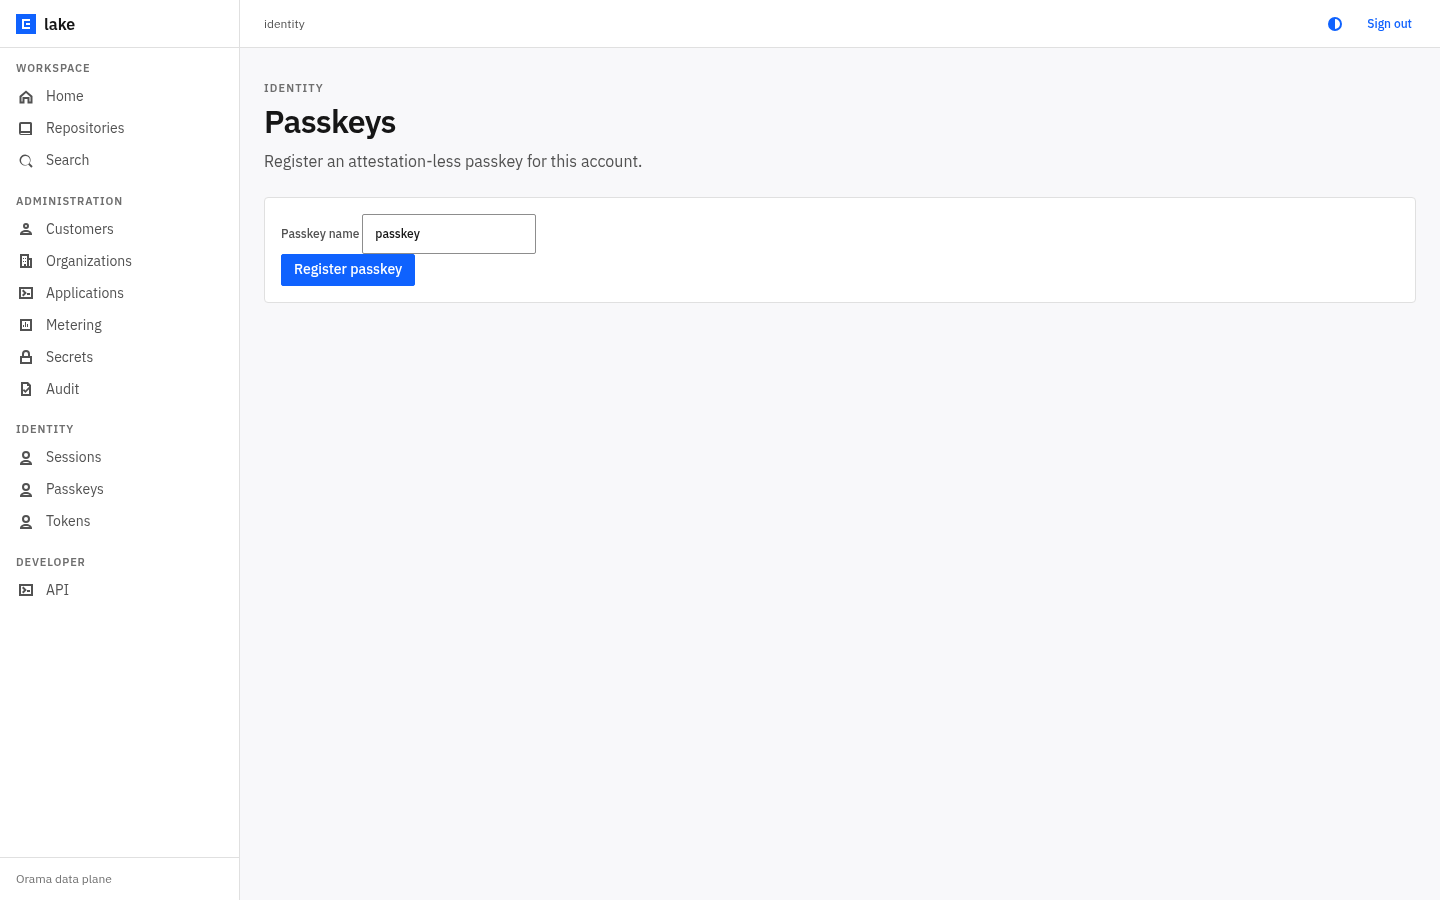 lake
identity
Sign out
WORKSPACE
Home
Repositories
Search
ADMINISTRATION
Customers
Organizations
Applications
Metering
Secrets
Audit
IDENTITY
Sessions
Passkeys
Tokens
DEVELOPER
API
Orama data plane
IDENTITY
Passkeys
Register an attestation-less passkey for this account.
Passkey name passkey
Register passkey